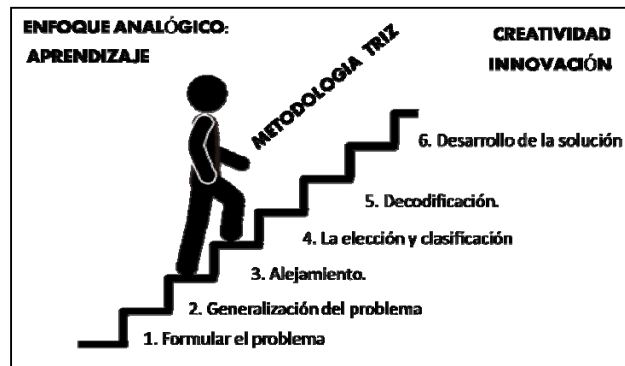 ENFOQUE ANALÓGICO:
APRENDIZAJE
METODOLOGIA TRIZ
CREATIVIDAD
INNOVACIÓN
6. Desarrollo de la solución
5. Decodificación.
4. La elección y clasificación
3. Alejamiento.
2. Generalización del problema
1. Formular el problema